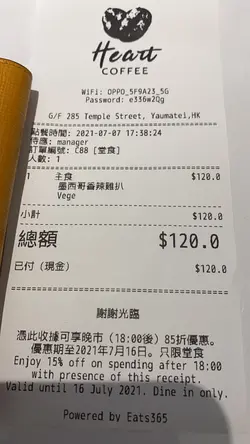 Heart
COFFEE
WiFi: OPPO_5F9A23_5G
Password: e336w2Qg
G/F 285 Temple Street, Yaumatei,HK
點餐時間: 2021-07-07 17:38:24
待應: manager
訂單編號: C88 [堂食]
人數: 1
1 主食 $120.0
墨西哥香辣雞扒
Vege
小計 $120.0
總額 $120.0
已付 (現金) $120.0
謝謝光臨
憑此收據可享晚市 (18:00後) 85折優惠。
優惠期至2021年7月16日。只限堂食
Enjoy 15% off on spending after 18:00
with presence of this receipt.
Valid until 16 July 2021. Dine in only.
Powered by Eats365